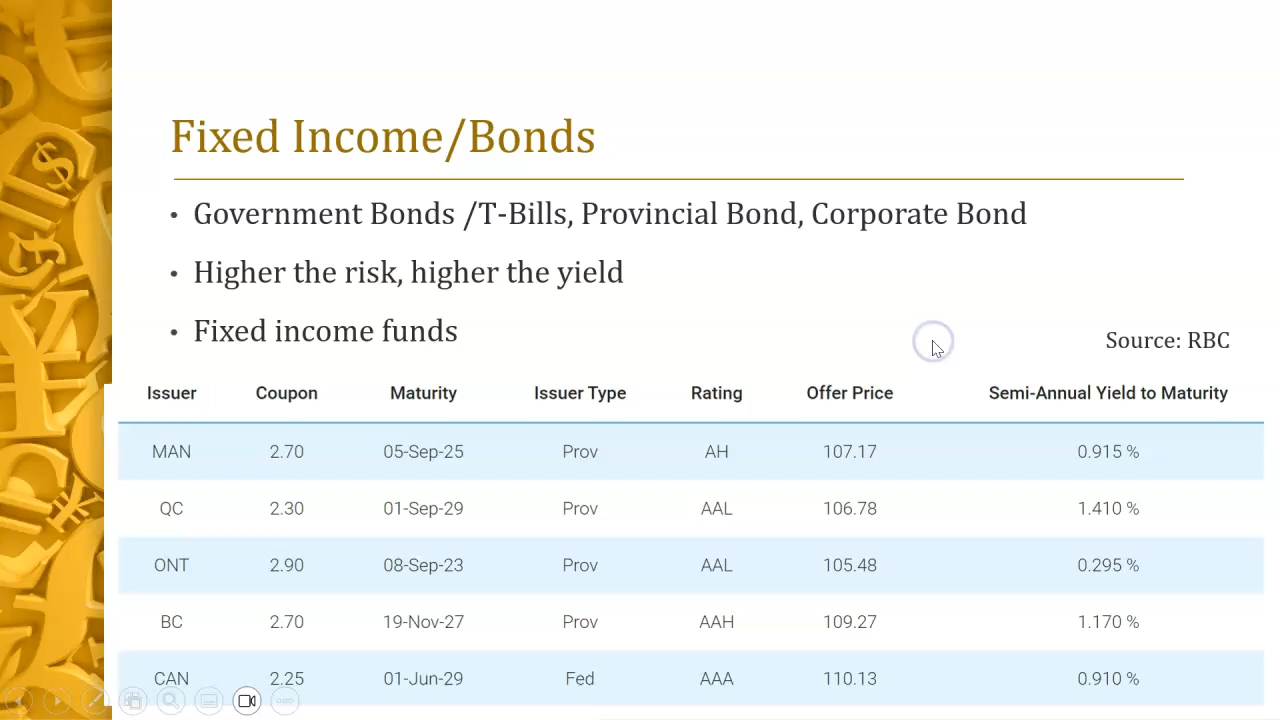 Fixed Income/Bonds
• Government Bonds /T-Bills, Provincial Bond, Corporate Bond
• Higher the risk, higher the yield
• Fixed income funds
Source: RBC
Issuer Coupon Maturity Issuer Type Rating Offer Price Semi-Annual Yield to Maturity
MAN 2.70 05-Sep-25 Prov AH 107.17 0.915 %
QC 2.30 01-Sep-29 Prov AAL 106.78 1.410 %
ONT 2.90 08-Sep-23 Prov AAL 105.48 0.295 %
BC 2.70 19-Nov-27 Prov AAH 109.27 1.170 %
CAN 2.25 01-Jun-29 Fed AAA 110.13 0.910 %